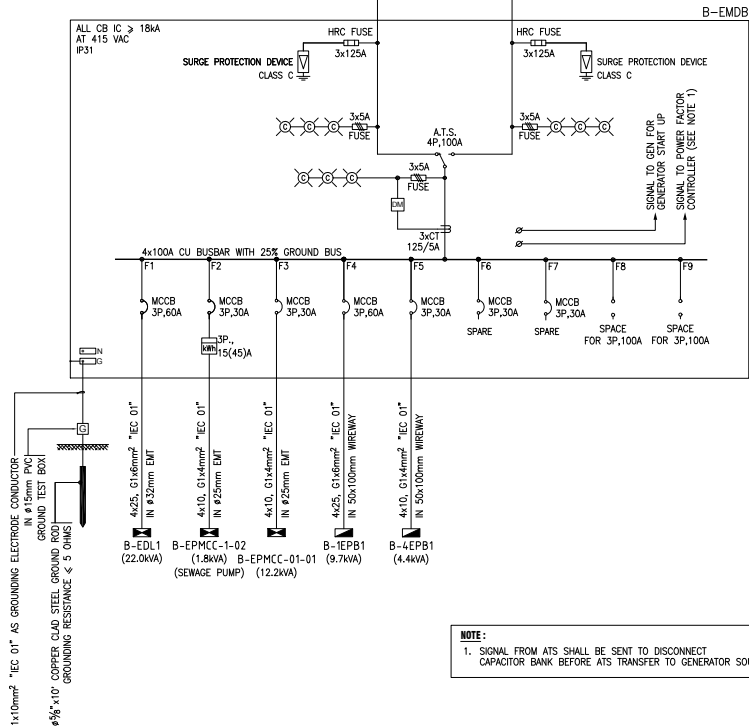 B-EMDB
ALL CB IC ⩾ 18kA
AT 415 VAC
IP31
HRC FUSE
3x125A
SURGE PROTECTION DEVICE
CLASS C
HRC FUSE
3x125A
SURGE PROTECTION DEVICE
CLASS C
C C C
3x5A
FUSE
A.T.S.
4P,100A
3x5A
FUSE
C C C
C C C
3x5A
FUSE
DM
3xCT
125/5A
SIGNAL TO GEN FOR
GENERATOR START UP
SIGNAL TO POWER FACTOR
CONTROLLER (SEE NOTE 1)
4x100A CU BUSBAR WITH 25% GROUND BUS
F1
F2
F3
F4
F5
F6
F7
F8
F9
MCCB
3P,60A
MCCB
3P,30A
MCCB
3P,30A
MCCB
3P,60A
MCCB
3P,30A
MCCB
3P,30A
SPARE
MCCB
3P,30A
SPARE
SPACE
FOR 3P,100A
SPACE
FOR 3P,100A
kWh
3P.,
15(45)A
N
G
G
4x25, G1x6mm² "IEC 01"
IN ø32mm EMT
4x10, G1x4mm² "IEC 01"
IN ø25mm EMT
4x10, G1x4mm² "IEC 01"
IN ø25mm EMT
4x25, G1x6mm² "IEC 01"
IN 50x100mm WIREWAY
4x10, G1x4mm² "IEC 01"
IN 50x100mm WIREWAY
B-EDL1
(22.0kVA)
B-EPMCC-1-02
(1.8kVA)
(SEWAGE PUMP)
B-EPMCC-01-01
(12.2kVA)
B-1EPB1
(9.7kVA)
B-4EPB1
(4.4kVA)
1x10mm² "IEC 01" AS GROUNDING ELECTRODE CONDUCTOR
IN ø15mm PVC
GROUND TEST BOX
ø5/8"x10' COPPER CLAD STEEL GROUND ROD
GROUNDING RESISTANCE ⩽ 5 OHMS
NOTE:
1. SIGNAL FROM ATS SHALL BE SENT TO DISCONNECT
CAPACITOR BANK BEFORE ATS TRANSFER TO GENERATOR SOU